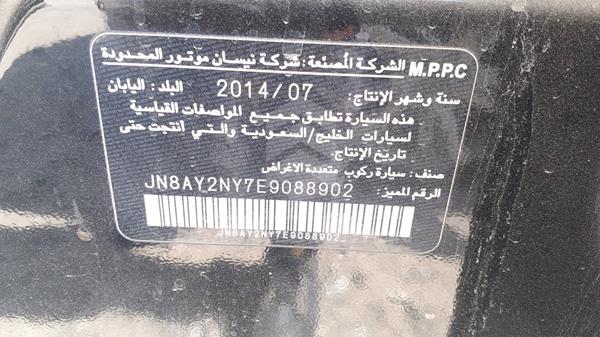 M.P.P.C الشركة المصنعة: شركة نيسان موتور المحدودة
سنة وشهر الإنتاج: 2014/07 البلد: اليابان
هذه السيارة تطابق جميع المواصفات القياسية
لسيارات الخليج/السعودية والتي أنتجت حتى
تاريخ الإنتاج.
صنف: سيارة ركوب متعددة الاغراض
الرقم المميز: JN8AY2NY7E9088902
JN8AY2NY7E9088902